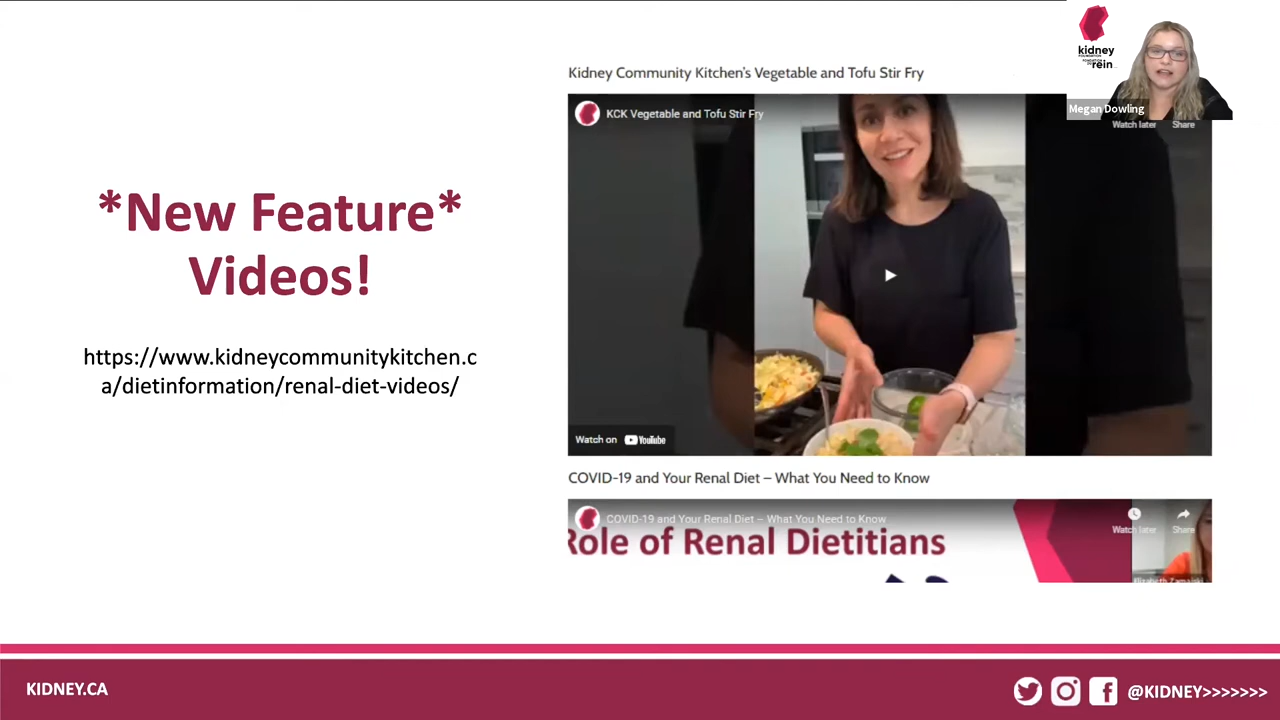 *New Feature*
Videos!
https://www.kidneycommunitykitchen.c
a/dietinformation/renal-diet-videos/
Kidney Community Kitchen's Vegetable and Tofu Stir Fry
KCK Vegetable and Tofu Stir Fry
Watch later
Share
Watch on YouTube
COVID-19 and Your Renal Diet – What You Need to Know
COVID-19 and Your Renal Diet – What You Need to Know
Watch later
Share
Role of Renal Dietitians
kidney
FOUNDATION
FONDATION
rein
Megan Dowling
KIDNEY.CA
@KIDNEY>>>>>>>